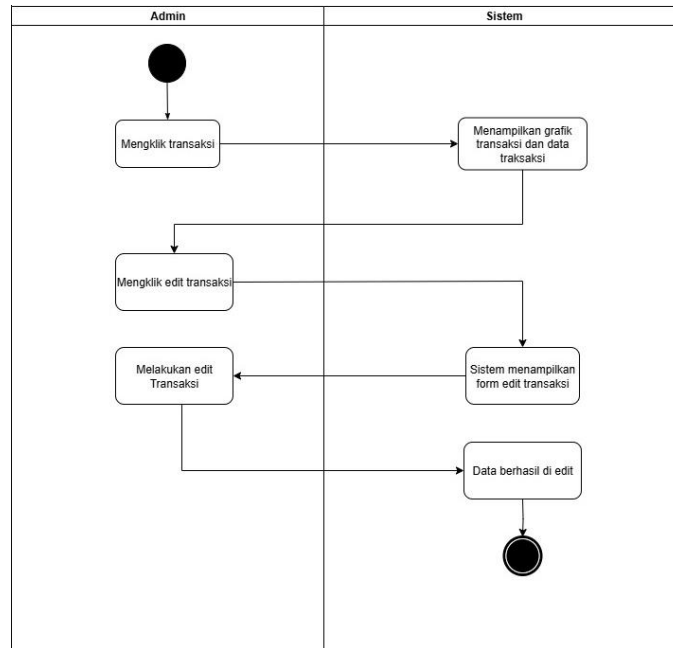 Admin
Sistem
Mengklik transaksi
Menampilkan grafik
transaksi dan data
traksaksi
Mengklik edit transaksi
Melakukan edit
Transaksi
Sistem menampilkan
form edit transaksi
Data berhasil di edit